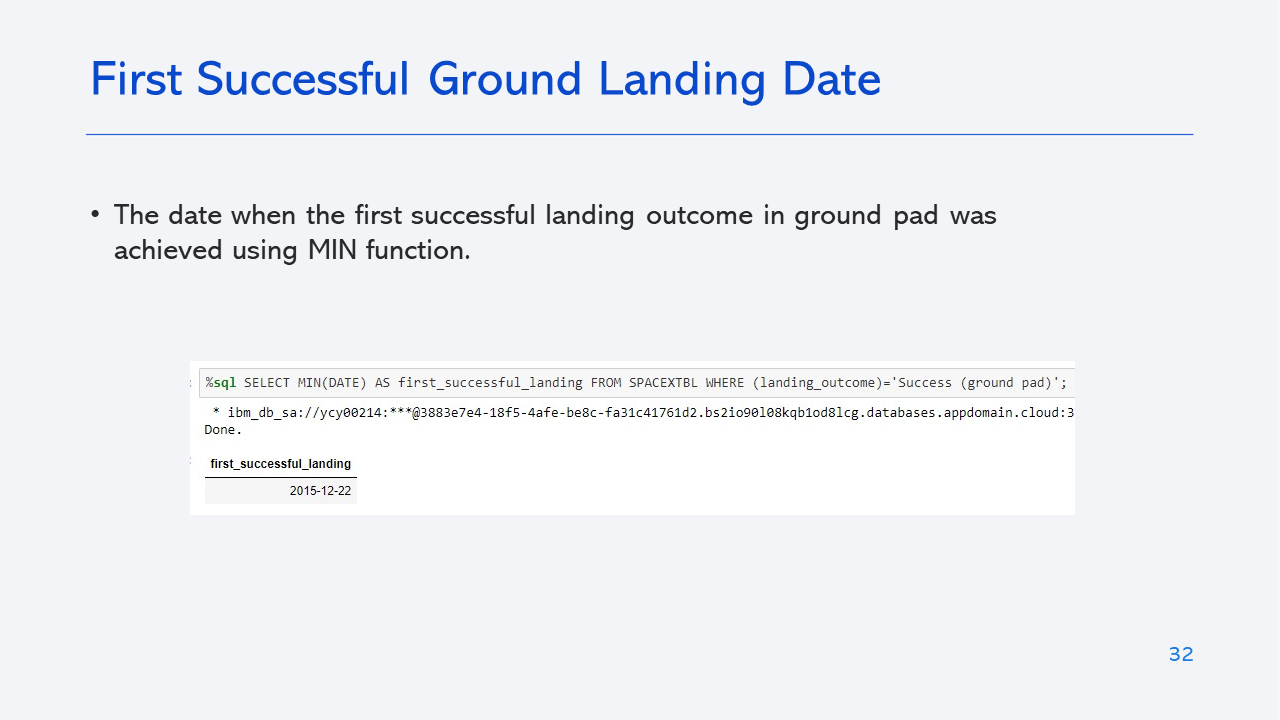 First Successful Ground Landing Date
• The date when the first successful landing outcome in ground pad was
achieved using MIN function.
%sql SELECT MIN(DATE) AS first_successful_landing FROM SPACEXTBL WHERE (landing_outcome)='Success (ground pad)';
* ibm_db_sa://ycy00214:***@3883e7e4-18f5-4afe-be8c-fa31c41761d2.bs2io90l08kqb1od8lcg.databases.appdomain.cloud:3
Done.
first_successful_landing
2015-12-22
32